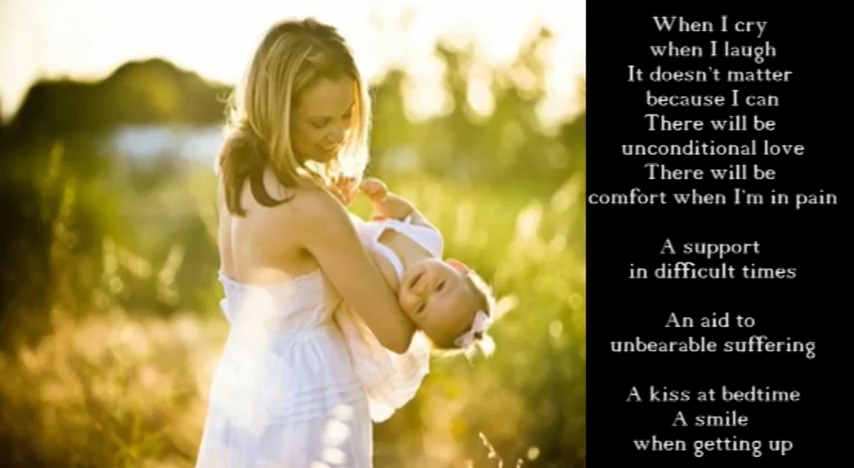 When I cry
when I laugh
It doesn't matter
because I can
There will be
unconditional love
There will be
comfort when I'm in pain
A support
in difficult times
An aid to
unbearable suffering
A kiss at bedtime
A smile
when getting up